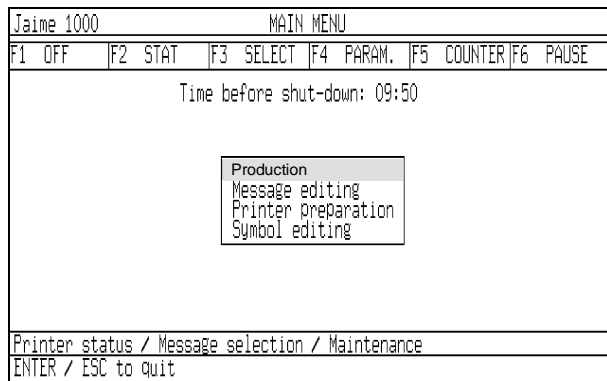 Jaime 1000 MAIN MENU
F1 OFF F2 STAT F3 SELECT F4 PARAM. F5 COUNTER F6 PAUSE
Time before shut-down: 09:50
Production
Message editing
Printer preparation
Symbol editing
Printer status / Message selection / Maintenance
ENTER / ESC to quit